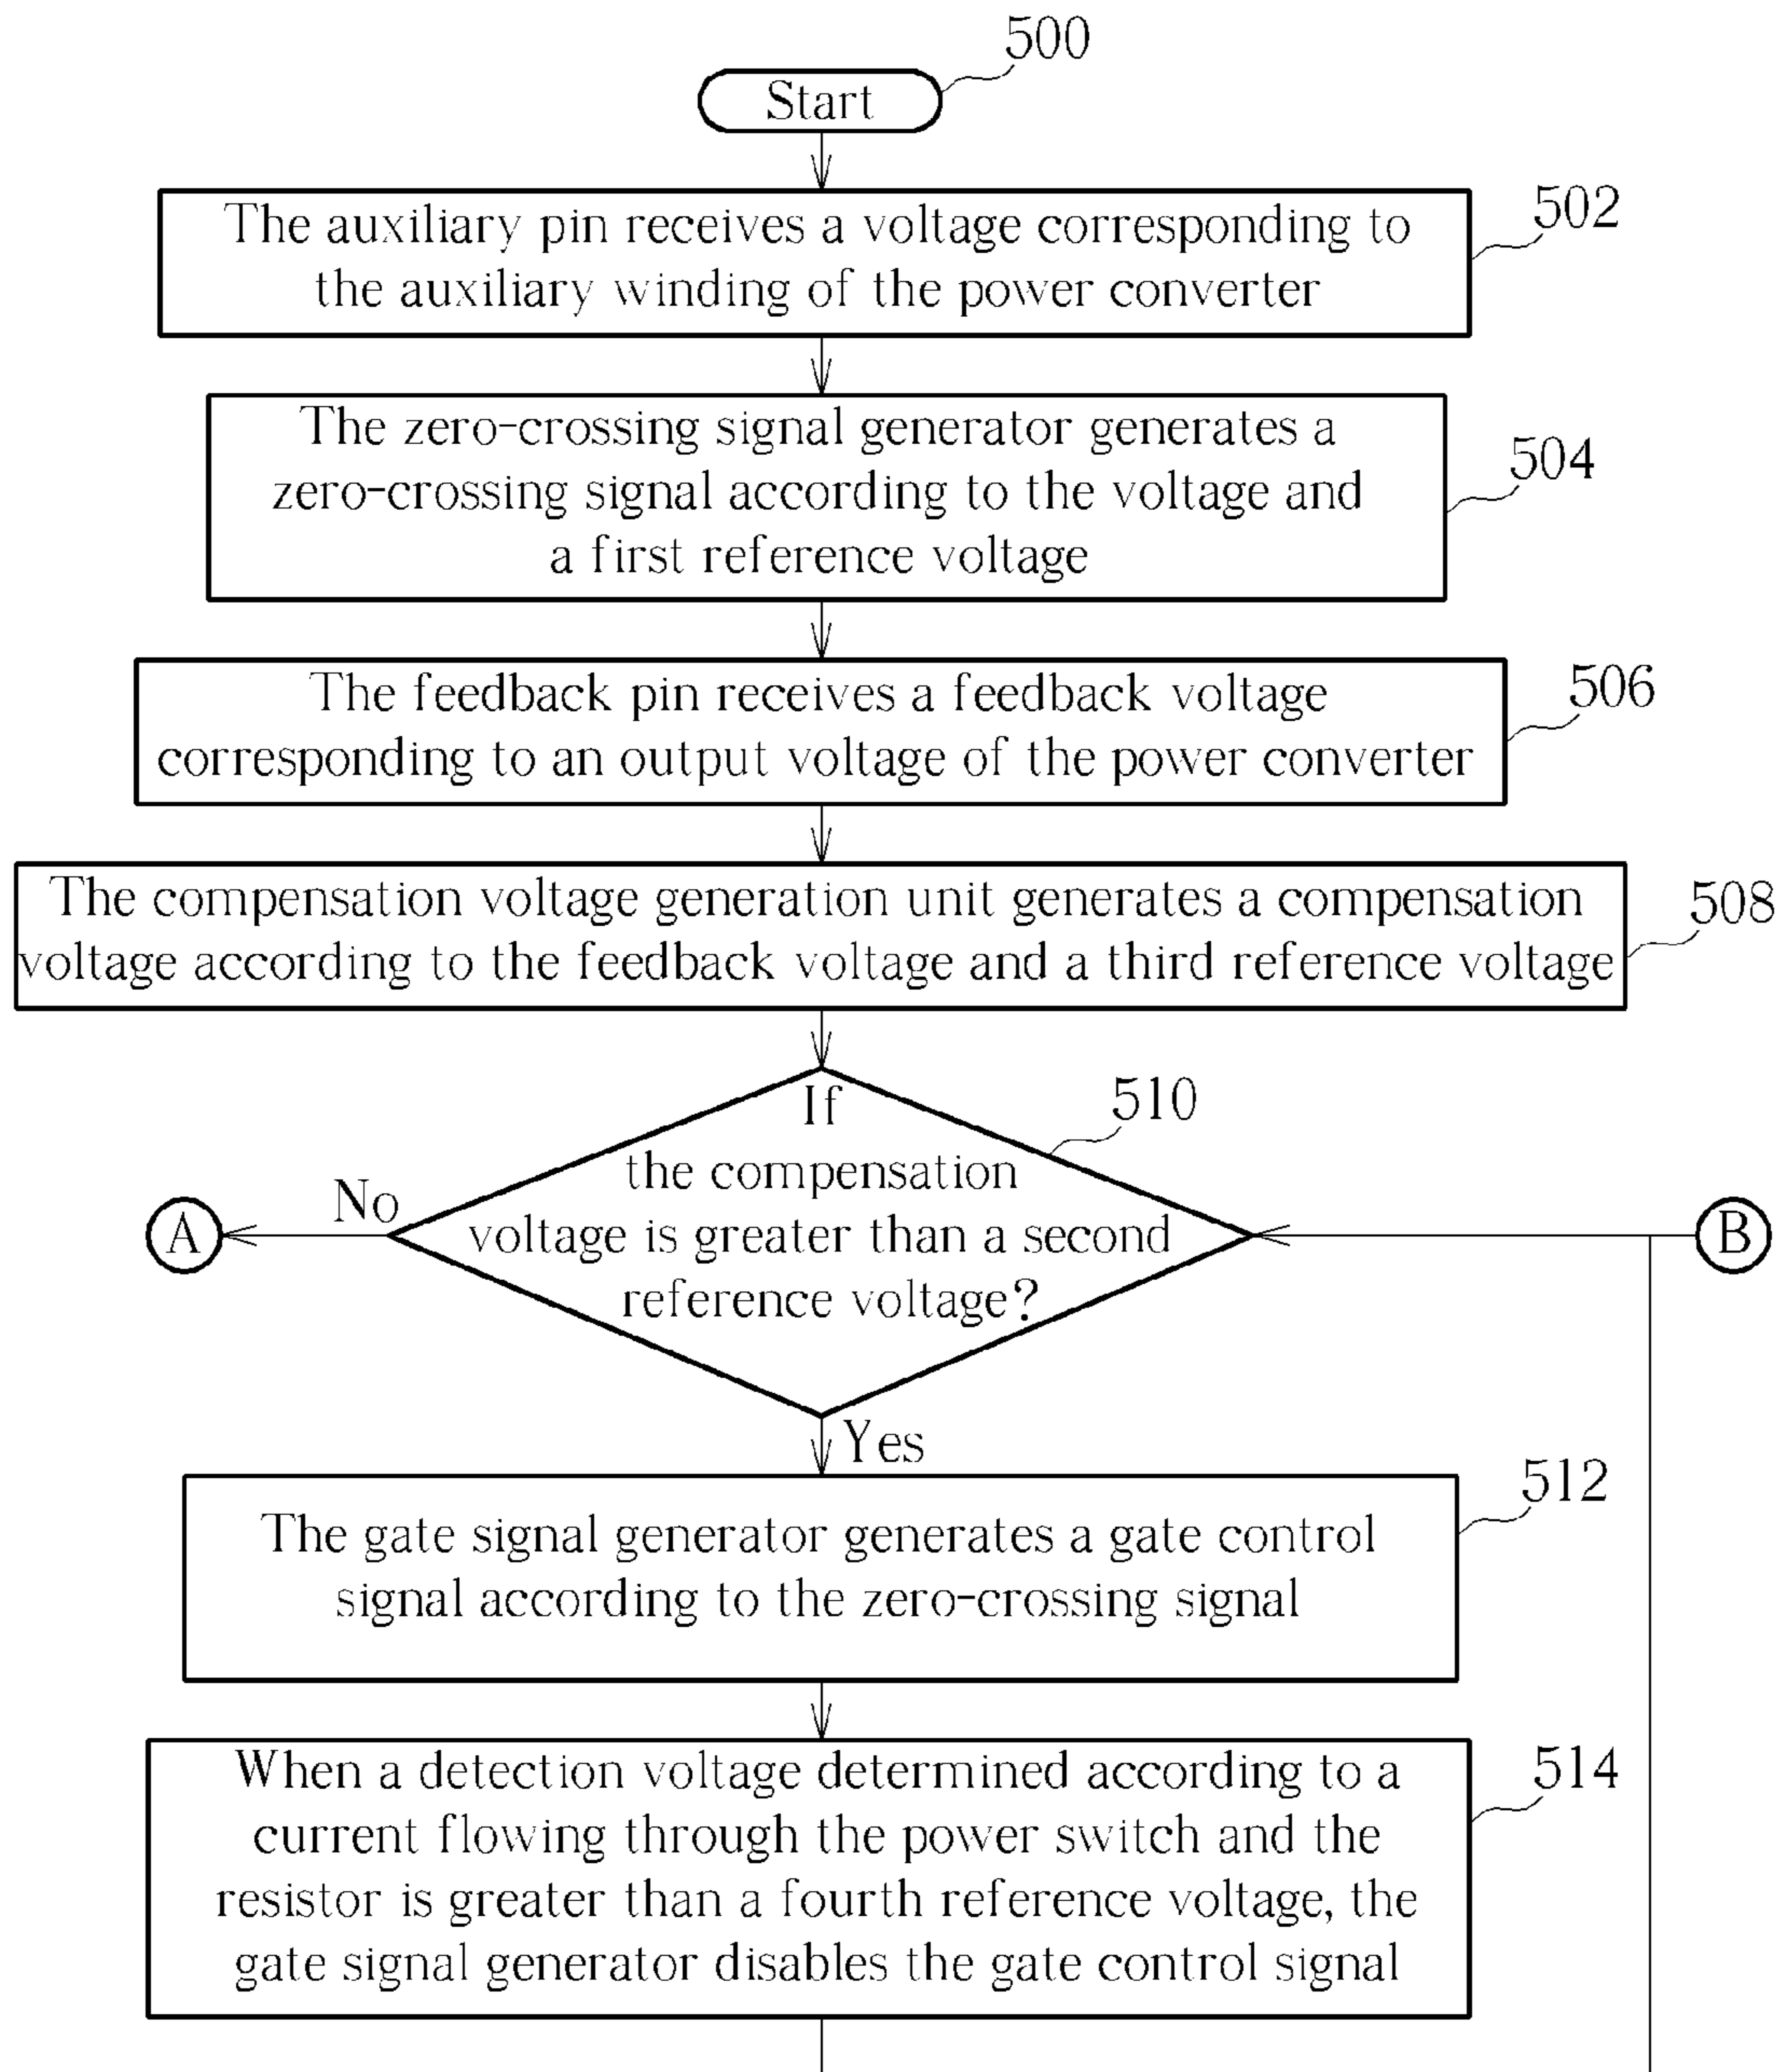 500
Start
502
The auxiliary pin receives a voltage corresponding to
the auxiliary winding of the power converter
504
The zero-crossing signal generator generates a
zero-crossing signal according to the voltage and
a first reference voltage
506
The feedback pin receives a feedback voltage
corresponding to an output voltage of the power converter
508
The compensation voltage generation unit generates a compensation
voltage according to the feedback voltage and a third reference voltage
510
If
the compensation
voltage is greater than a second
reference voltage?
No
A
B
Yes
512
The gate signal generator generates a gate control
signal according to the zero-crossing signal
514
When a detection voltage determined according to a
current flowing through the power switch and the
resistor is greater than a fourth reference voltage, the
gate signal generator disables the gate control signal